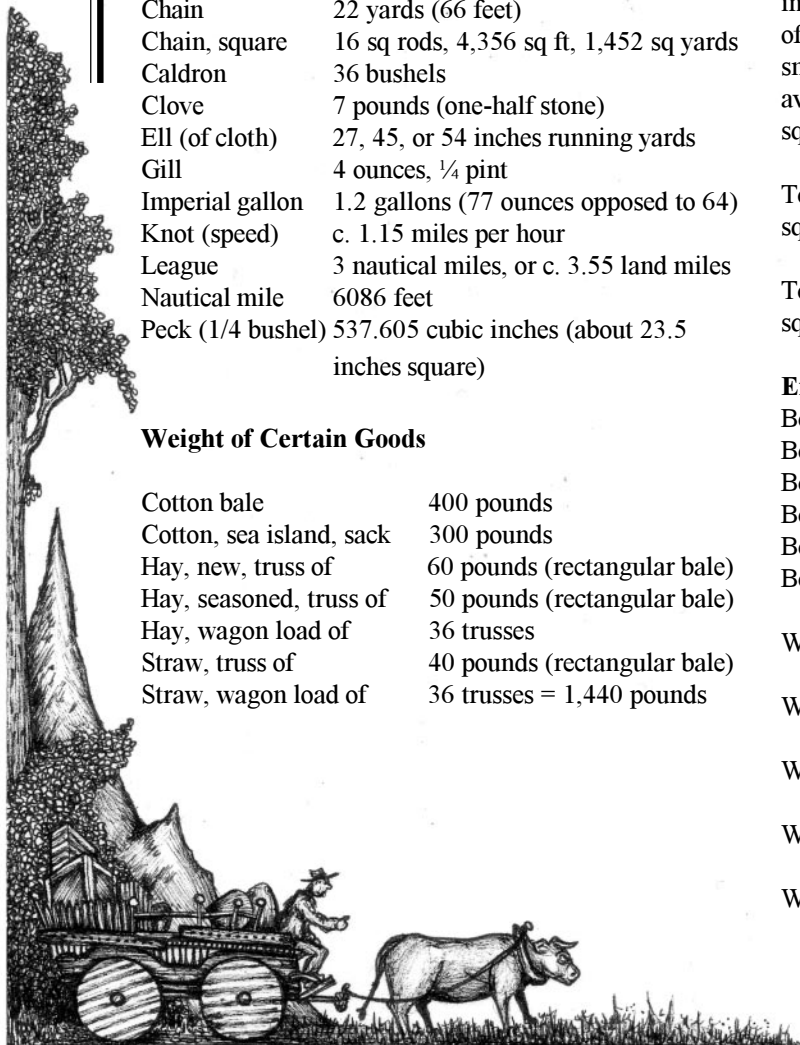 Chain 22 yards (66 feet)
Chain, square 16 sq rods, 4,356 sq ft, 1,452 sq yards
Caldron 36 bushels
Clove 7 pounds (one-half stone)
Ell (of cloth) 27, 45, or 54 inches running yards
Gill 4 ounces, ¼ pint
Imperial gallon 1.2 gallons (77 ounces opposed to 64)
Knot (speed) c. 1.15 miles per hour
League 3 nautical miles, or c. 3.55 land miles
Nautical mile 6086 feet
Peck (1/4 bushel) 537.605 cubic inches (about 23.5
inches square)
Weight of Certain Goods
Cotton bale 400 pounds
Cotton, sea island, sack 300 pounds
Hay, new, truss of 60 pounds (rectangular bale)
Hay, seasoned, truss of 50 pounds (rectangular bale)
Hay, wagon load of 36 trusses
Straw, truss of 40 pounds (rectangular bale)
Straw, wagon load of 36 trusses = 1,440 pounds
of